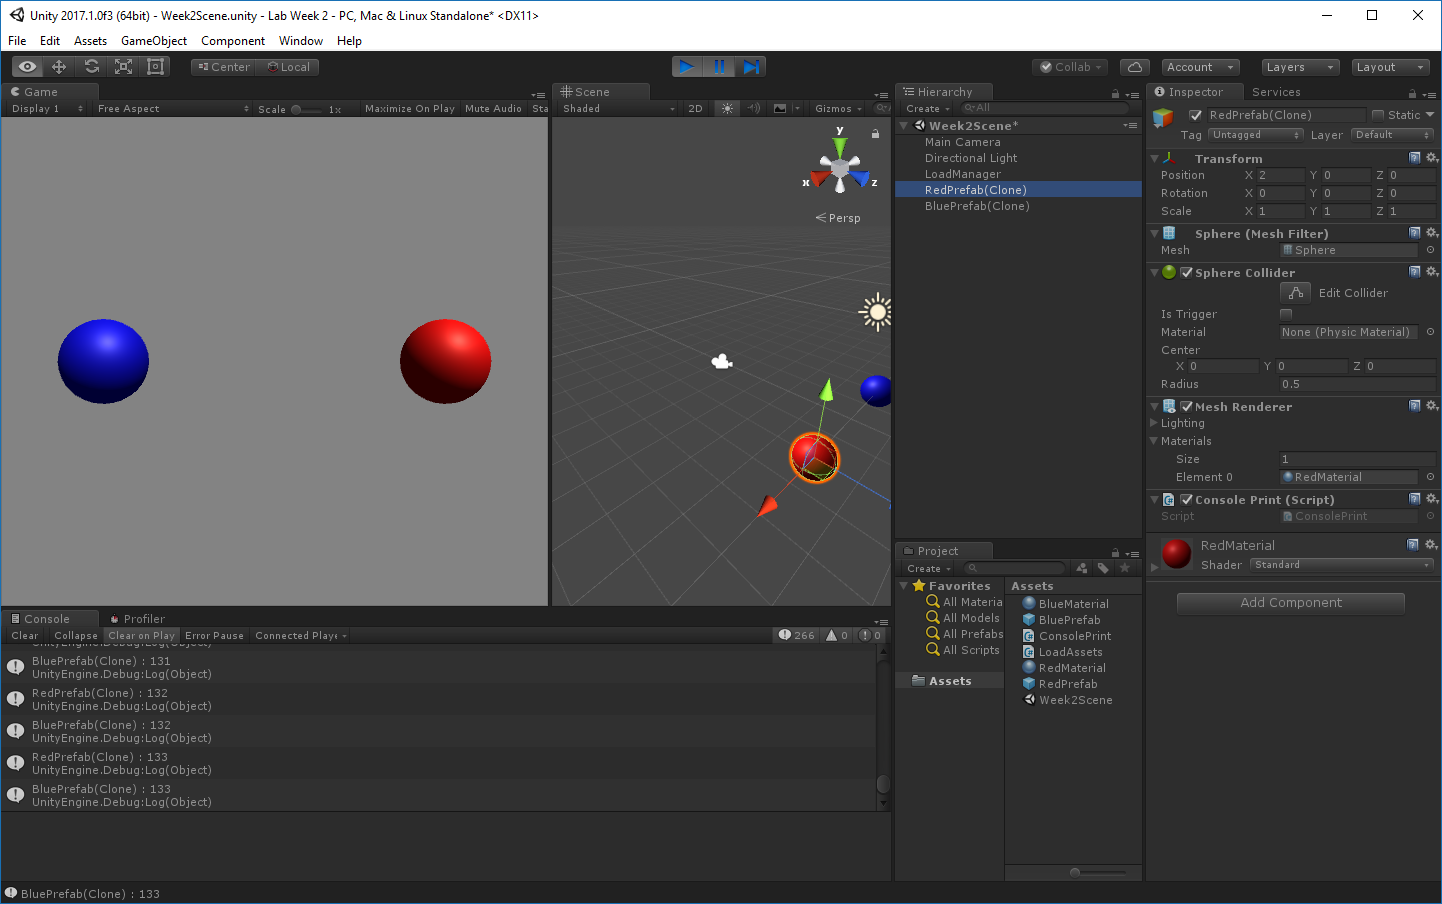 Unity 2017.1.0f3 (64bit) - Week2Scene.unity - Lab Week 2 - PC, Mac & Linux Standalone* <DX11>
File Edit Assets GameObject Component Window Help
Center Local
Collab Account Layers Layout
Game
Display 1 Free Aspect Scale 1x Maximize On Play Mute Audio Sta
Scene
Shaded 2D Gizmos All
y
x z
Persp
Hierarchy
Create All
Week2Scene*
Main Camera
Directional Light
LoadManager
RedPrefab(Clone)
BluePrefab(Clone)
Inspector Services
RedPrefab(Clone) Static
Tag Untagged Layer Default
Transform
Position X 2 Y 0 Z 0
Rotation X 0 Y 0 Z 0
Scale X 1 Y 1 Z 1
Sphere (Mesh Filter)
Mesh Sphere
Sphere Collider
Edit Collider
Is Trigger
Material None (Physic Material)
Center
X 0 Y 0 Z 0
Radius 0.5
Mesh Renderer
Lighting
Materials
Size 1
Element 0 RedMaterial
Console Print (Script)
Script ConsolePrint
RedMaterial
Shader Standard
Add Component
Project
Create
Favorites
All Materia
All Models
All Prefabs
All Scripts
Assets
Assets
BlueMaterial
BluePrefab
ConsolePrint
LoadAssets
RedMaterial
RedPrefab
Week2Scene
Console Profiler
Clear Collapse Clear on Play Error Pause Connected Playe 266 0 0
UnityEngine.Debug:Log(Object)
BluePrefab(Clone) : 131
UnityEngine.Debug:Log(Object)
RedPrefab(Clone) : 132
UnityEngine.Debug:Log(Object)
BluePrefab(Clone) : 132
UnityEngine.Debug:Log(Object)
RedPrefab(Clone) : 133
UnityEngine.Debug:Log(Object)
BluePrefab(Clone) : 133
UnityEngine.Debug:Log(Object)
BluePrefab(Clone) : 133